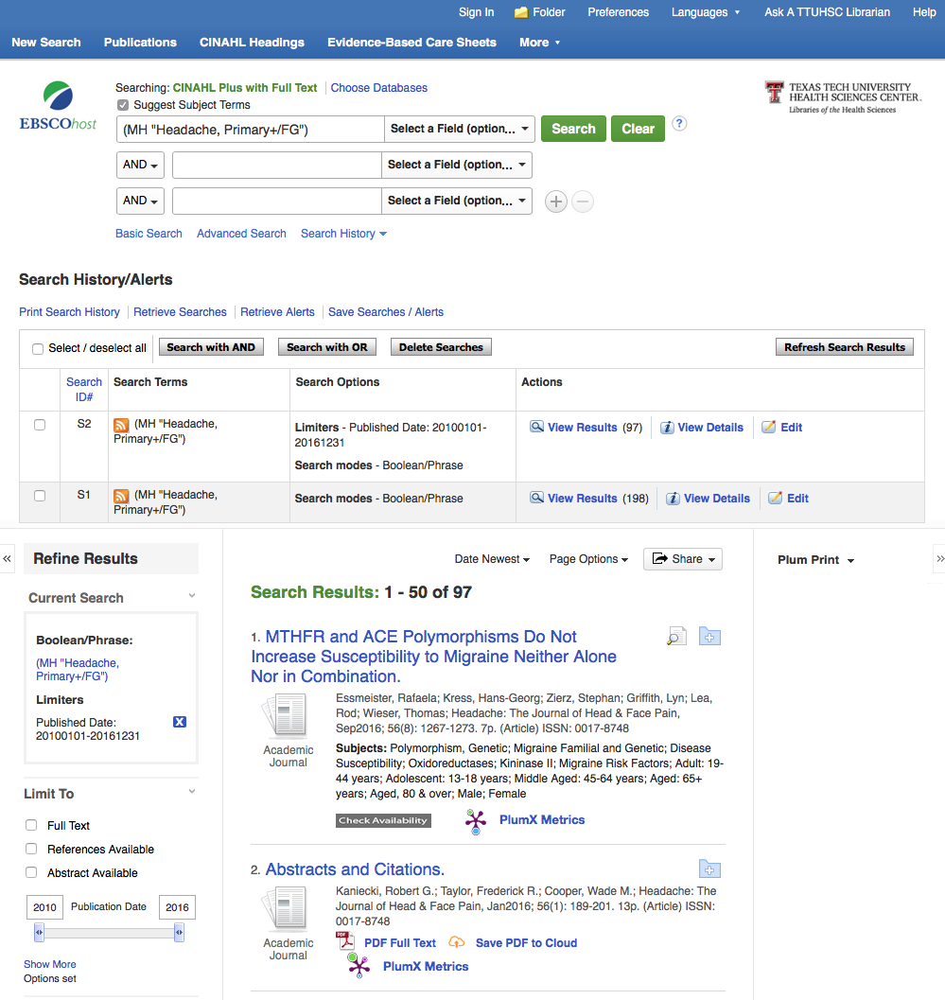 Sign In Folder Preferences Languages Ask A TTUHSC Librarian Help
New Search Publications CINAHL Headings Evidence-Based Care Sheets More
EBSCOhost
Searching: CINAHL Plus with Full Text Choose Databases
Suggest Subject Terms
(MH "Headache, Primary+/FG") Select a Field (option... Search Clear ?
AND Select a Field (option...
AND Select a Field (option...
Basic Search Advanced Search Search History
TEXAS TECH UNIVERSITY
HEALTH SCIENCES CENTER.
Libraries of the Health Sciences
Search History/Alerts
Print Search History Retrieve Searches Retrieve Alerts Save Searches / Alerts
Select / deselect all Search with AND Search with OR Delete Searches Refresh Search Results
Search ID# Search Terms Search Options Actions
S2 (MH "Headache,
Primary+/FG")
Limiters - Published Date: 20100101-
20161231
Search modes - Boolean/Phrase
View Results (97) View Details Edit
S1 (MH "Headache,
Primary+/FG")
Search modes - Boolean/Phrase
View Results (198) View Details Edit
Refine Results
Current Search
Boolean/Phrase:
(MH "Headache,
Primary+/FG")
Limiters
Published Date:
20100101-20161231
X
Limit To
Full Text
References Available
Abstract Available
2010 Publication Date 2016
Show More
Options set
Date Newest Page Options Share
Search Results: 1 - 50 of 97
1. MTHFR and ACE Polymorphisms Do Not
Increase Susceptibility to Migraine Neither Alone
Nor in Combination.
Academic
Journal
Essmeister, Rafaela; Kress, Hans-Georg; Zierz, Stephan; Griffith, Lyn; Lea,
Rod; Wieser, Thomas; Headache: The Journal of Head & Face Pain,
Sep2016; 56(8): 1267-1273. 7p. (Article) ISSN: 0017-8748
Subjects: Polymorphism, Genetic; Migraine Familial and Genetic; Disease
Susceptibility; Oxidoreductases; Kininase II; Migraine Risk Factors; Adult: 19-
44 years; Adolescent: 13-18 years; Middle Aged: 45-64 years; Aged: 65+
years; Aged, 80 & over; Male; Female
Check Availability PlumX Metrics
2. Abstracts and Citations.
Academic
Journal
Kaniecki, Robert G.; Taylor, Frederick R.; Cooper, Wade M.; Headache: The
Journal of Head & Face Pain, Jan2016; 56(1): 189-201. 13p. (Article) ISSN:
0017-8748
PDF PDF Full Text Save PDF to Cloud
PlumX Metrics
Plum Print